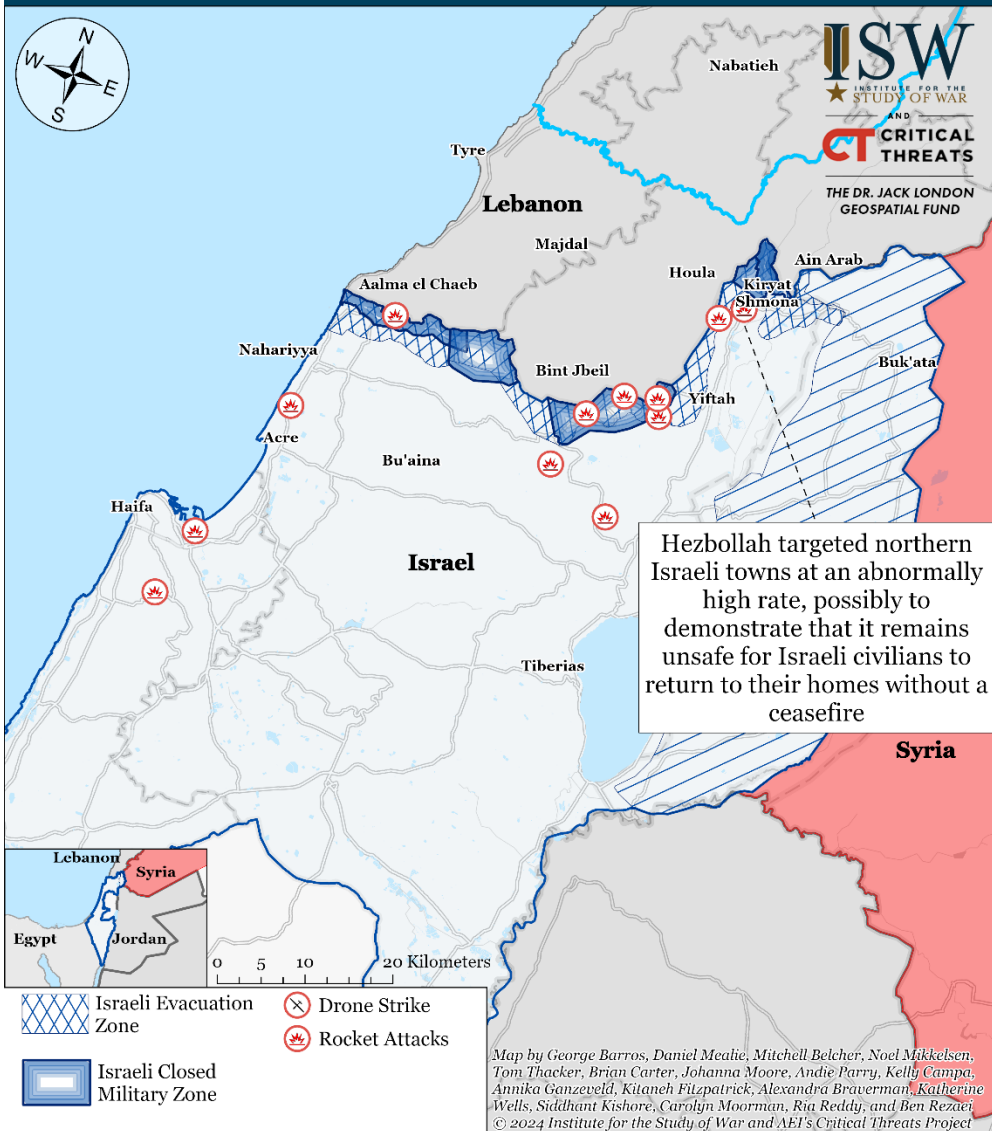 N
W
E
S
Nabatieh
ISW
INSTITUTE FOR THE
STUDY OF WAR
AND
CT CRITICAL
THREATS
THE DR. JACK LONDON
GEOSPATIAL FUND
Tyre
Lebanon
Majdal
Houla
Ain Arab
Aalma el Chaeb
Kiryat
Shmona
Nahariyya
Buk'ata
Bint Jbeil
Yiftah
Acre
Bu'aina
Haifa
Israel
Hezbollah targeted northern
Israeli towns at an abnormally
high rate, possibly to
demonstrate that it remains
unsafe for Israeli civilians to
return to their homes without a
ceasefire
Tiberias
Syria
Lebanon
Syria
Egypt
Jordan
0 5 10 20 Kilometers
Israeli Evacuation
Zone
Drone Strike
Rocket Attacks
Israeli Closed
Military Zone
Map by George Barros, Daniel Mealie, Mitchell Belcher, Noel Mikkelsen,
Tom Thacker, Brian Carter, Johanna Moore, Andie Parry, Kelly Campa,
Annika Ganzeveld, Kitaneh Fitzpatrick, Alexandra Braverman, Katherine
Wells, Siddhant Kishore, Carolyn Moorman, Ria Reddy, and Ben Rezaei
© 2024 Institute for the Study of War and AEI's Critical Threats Project